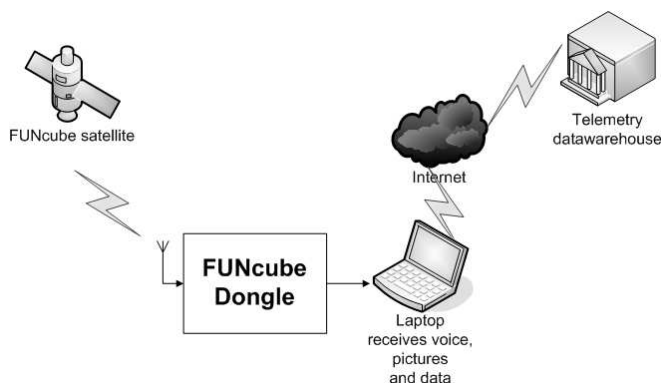 FUNcube satellite
Telemetry
datawarehouse
Internet
FUNcube
Dongle
Laptop
receives voice,
pictures
and data